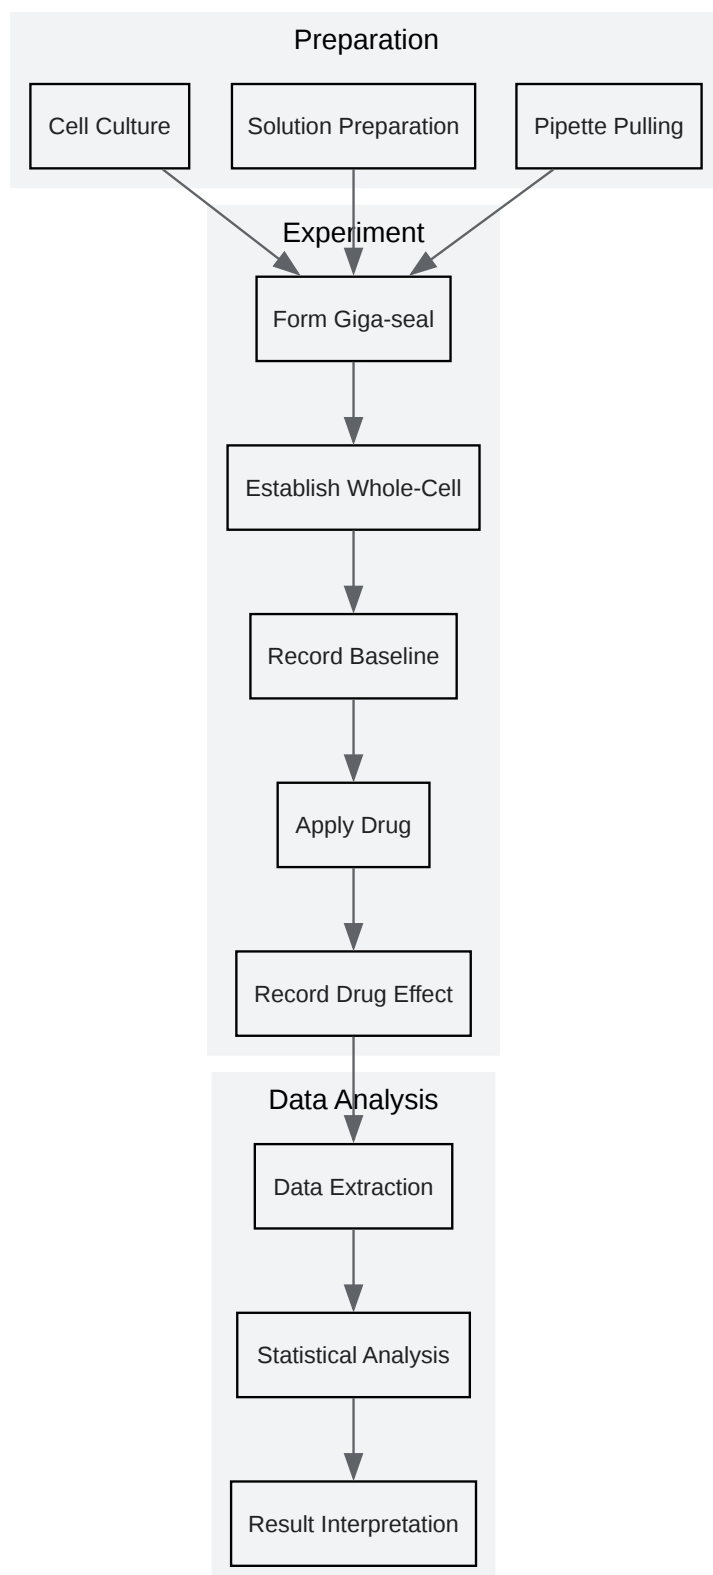 Preparation
Cell Culture
Solution Preparation
Pipette Pulling
Experiment
Form Giga-seal
Establish Whole-Cell
Record Baseline
Apply Drug
Record Drug Effect
Data Analysis
Data Extraction
Statistical Analysis
Result Interpretation